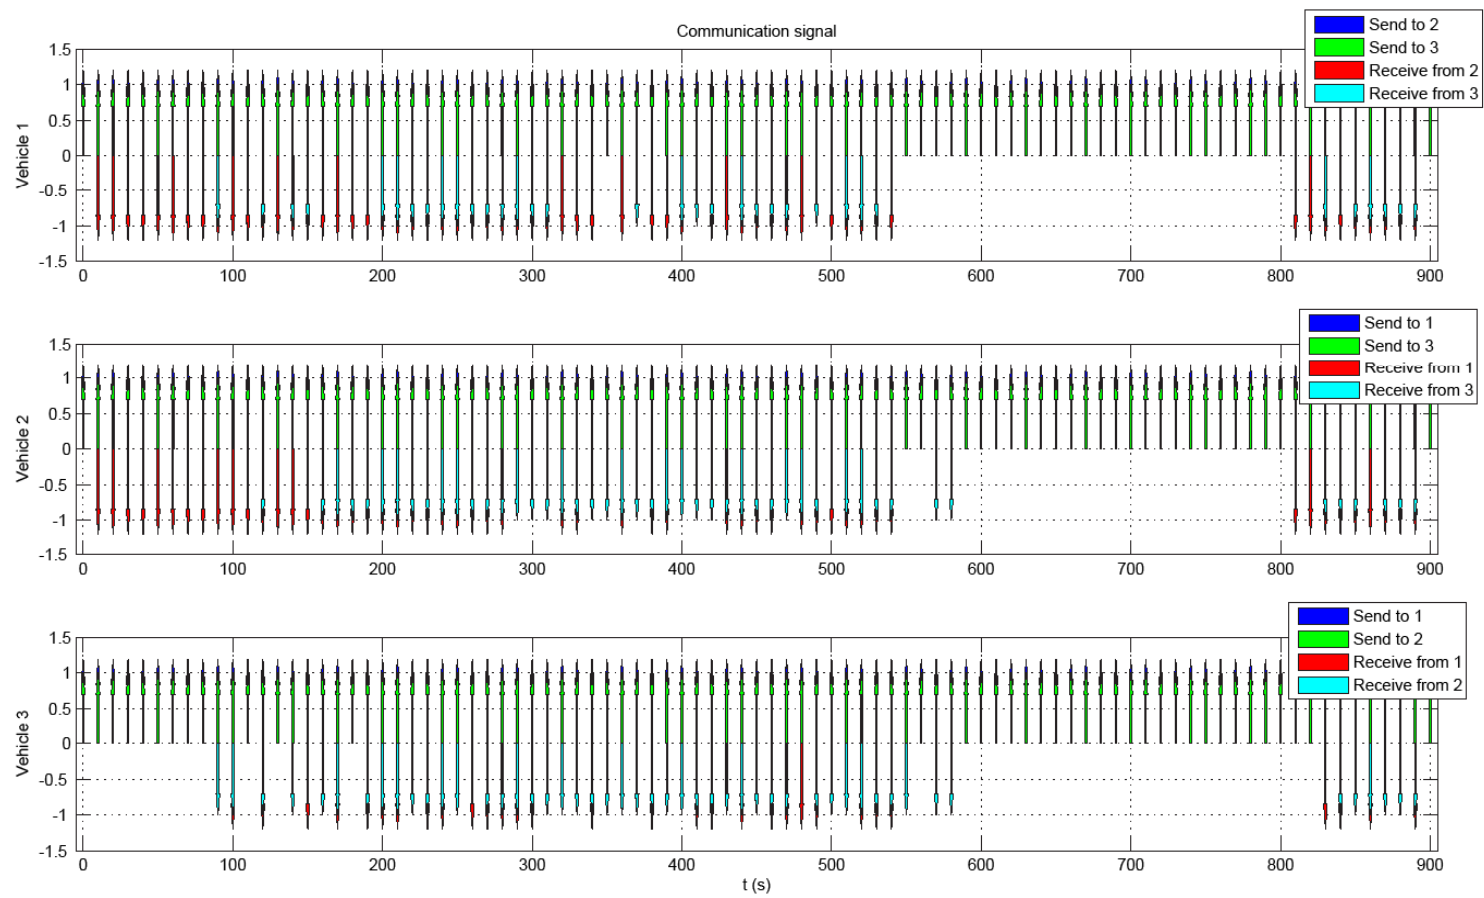 Communication signal
Send to 2
Send to 3
Receive from 2
Receive from 3
Vehicle 1
1.5
1
0.5
0
-0.5
-1
-1.5
0 100 200 300 400 500 600 700 800 900
Send to 1
Send to 3
Receive from 1
Receive from 3
Vehicle 2
1.5
1
0.5
0
-0.5
-1
-1.5
0 100 200 300 400 500 600 700 800 900
Send to 1
Send to 2
Receive from 1
Receive from 2
Vehicle 3
1.5
1
0.5
0
-0.5
-1
-1.5
0 100 200 300 400 500 600 700 800 900
t (s)